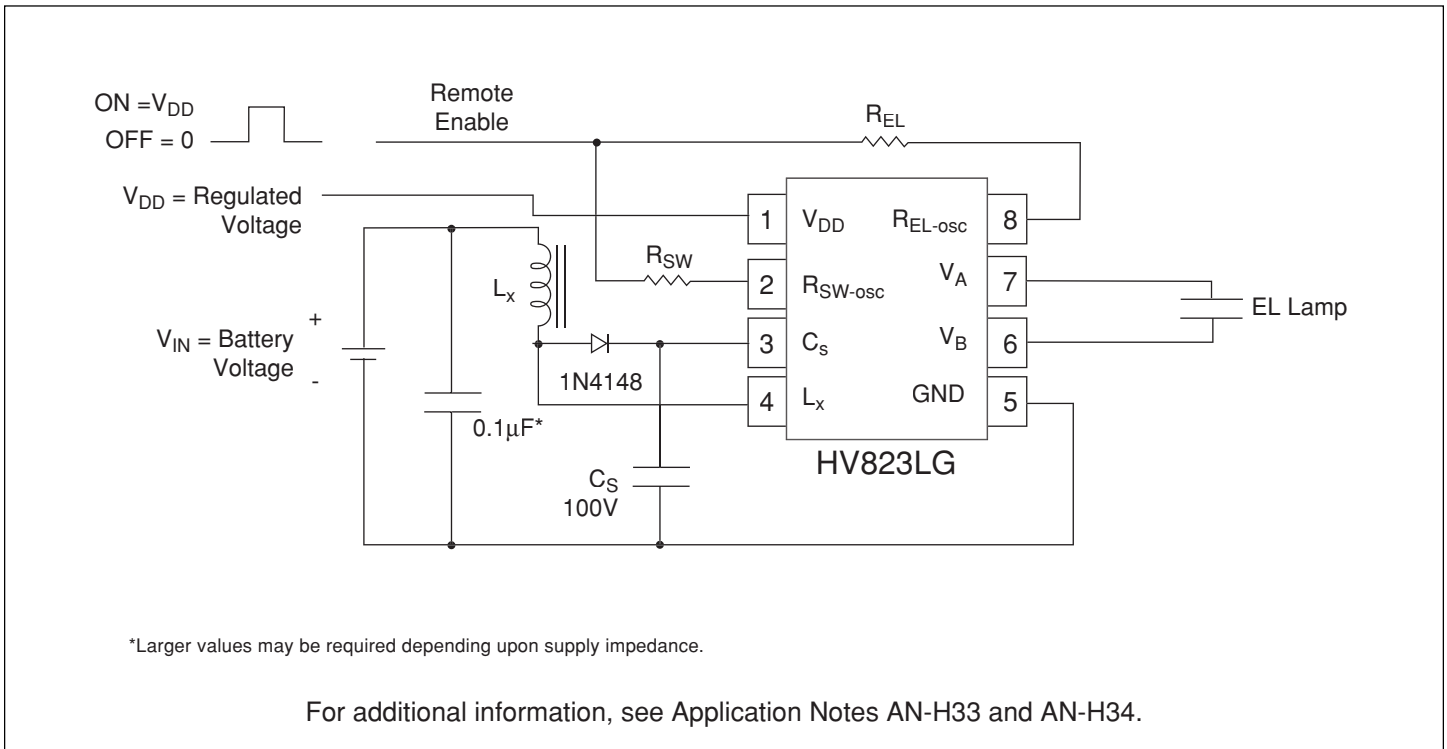 ON =VDD
OFF = 0
Remote
Enable
REL
VDD = Regulated
Voltage
1 VDD
REL-osc 8
RSW
2 RSW-osc
VA 7
Lx
EL Lamp
+
VIN = Battery
Voltage
-
3 Cs
VB 6
1N4148
4 Lx
GND 5
0.1μF*
HV823LG
CS
100V
*Larger values may be required depending upon supply impedance.
For additional information, see Application Notes AN-H33 and AN-H34.